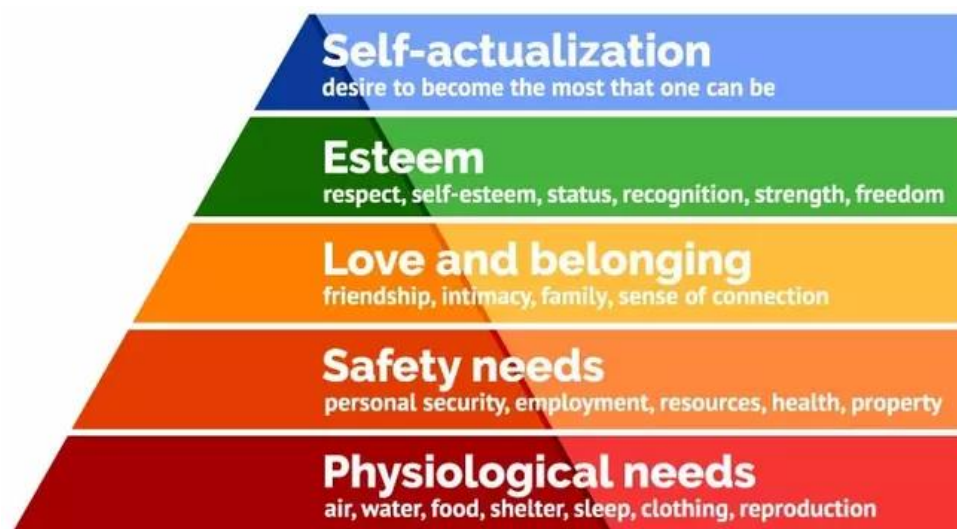 Self-actualization
desire to become the most that one can be
Esteem
respect, self-esteem, status, recognition, strength, freedom
Love and belonging
friendship, intimacy, family, sense of connection
Safety needs
personal security, employment, resources, health, property
Physiological needs
air, water, food, shelter, sleep, clothing, reproduction